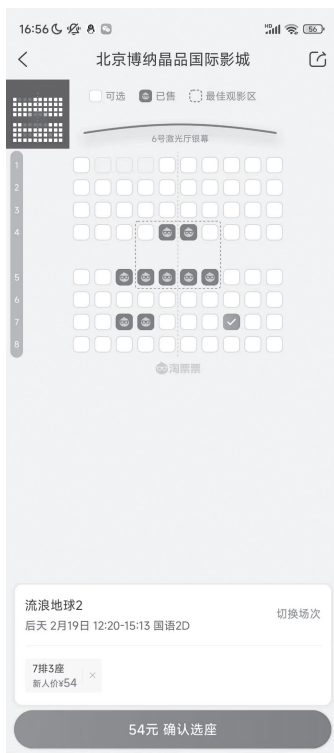 16:56
HD
56
北京博纳晶品国际影城
可选 已售 最佳观影区
6号激光厅银幕
1
2
3
4
5
6
7
8
淘票票
流浪地球2
后天 2月19日 12:20-15:13 国语2D
切换场次
7排3座
新人价¥54
×
54元 确认选座